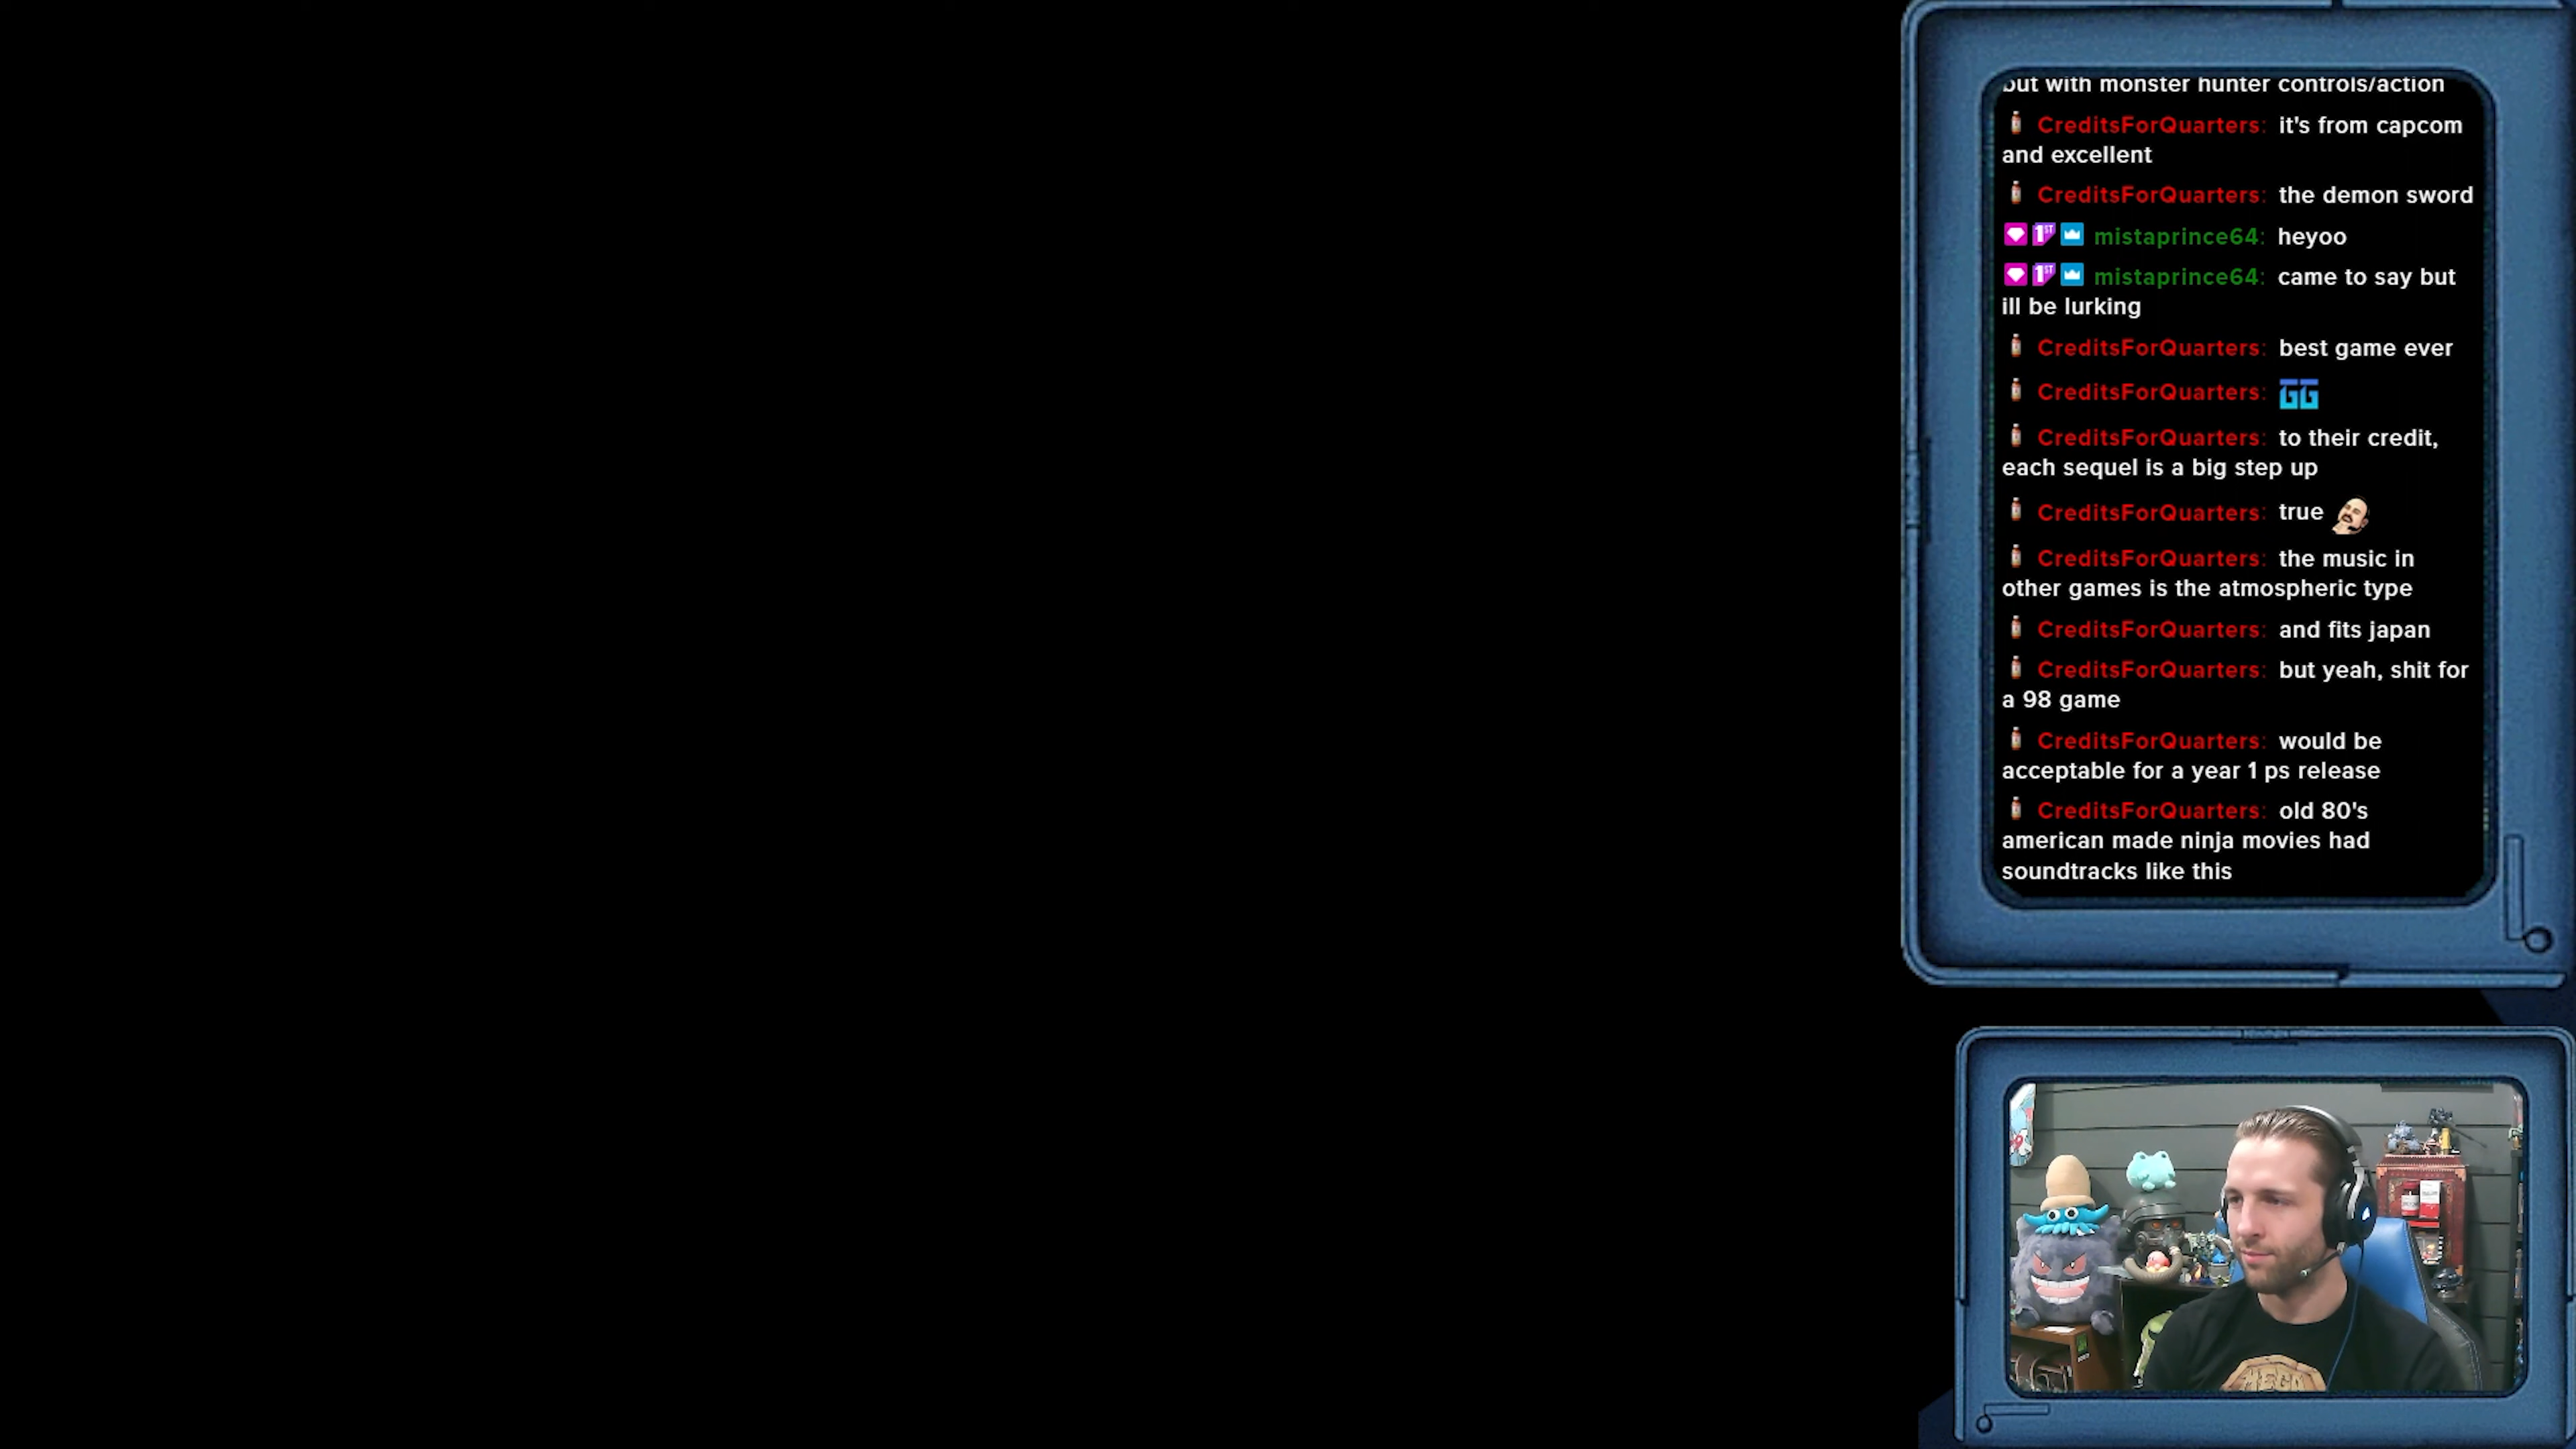 but with monster hunter controls/action
CreditsForQuarters: it's from capcom
and excellent
CreditsForQuarters: the demon sword
1ST mistaprince64: heyoo
1ST mistaprince64: came to say but
ill be lurking
CreditsForQuarters: best game ever
CreditsForQuarters: GG
CreditsForQuarters: to their credit,
each sequel is a big step up
CreditsForQuarters: true
CreditsForQuarters: the music in
other games is the atmospheric type
CreditsForQuarters: and fits japan
CreditsForQuarters: but yeah, shit for
a 98 game
CreditsForQuarters: would be
acceptable for a year 1 ps release
CreditsForQuarters: old 80's
american made ninja movies had
soundtracks like this
MEGA